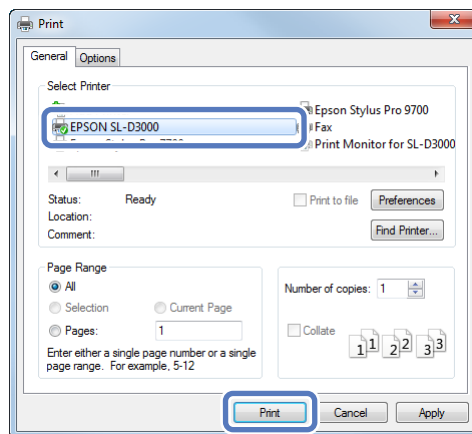 Print
General Options
Select Printer
Epson Stylus Pro 9700
EPSON SL-D3000
Fax
Print Monitor for SL-D3000
Status: Ready
Print to file
Preferences
Location:
Comment:
Find Printer...
Page Range
All
Number of copies: 1
Selection
Current Page
Pages: 1
Collate
1 1 2 2 3 3
Enter either a single page number or a single
page range. For example, 5-12
Print Cancel Apply